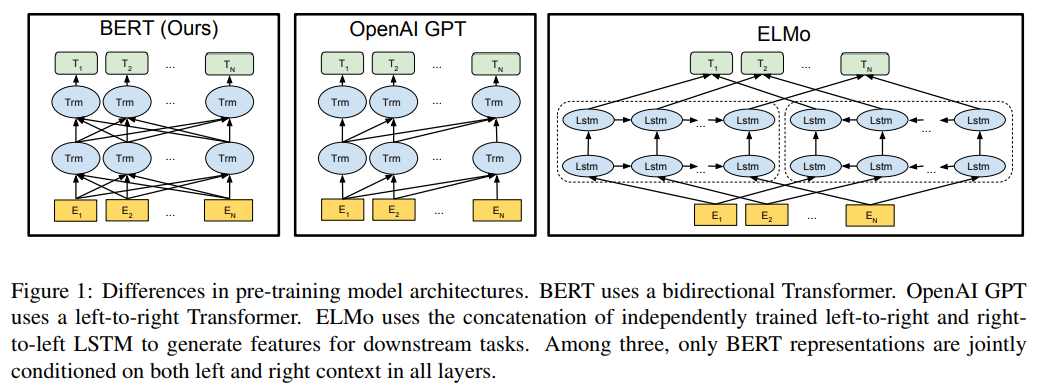 BERT (Ours)
OpenAI GPT
ELMo
T1 T2 ... TN
T1 T2 ... TN
T1 T2 ... TN
Trm Trm ... Trm
Trm Trm ... Trm
Lstm Lstm ... Lstm Lstm Lstm ... Lstm
Trm Trm ... Trm
Trm Trm ... Trm
Lstm Lstm ... Lstm Lstm Lstm ... Lstm
E1 E2 ... EN
E1 E2 ... EN
E1 E2 ... EN
Figure 1: Differences in pre-training model architectures. BERT uses a bidirectional Transformer. OpenAI GPT
uses a left-to-right Transformer. ELMo uses the concatenation of independently trained left-to-right and right-
to-left LSTM to generate features for downstream tasks. Among three, only BERT representations are jointly
conditioned on both left and right context in all layers.